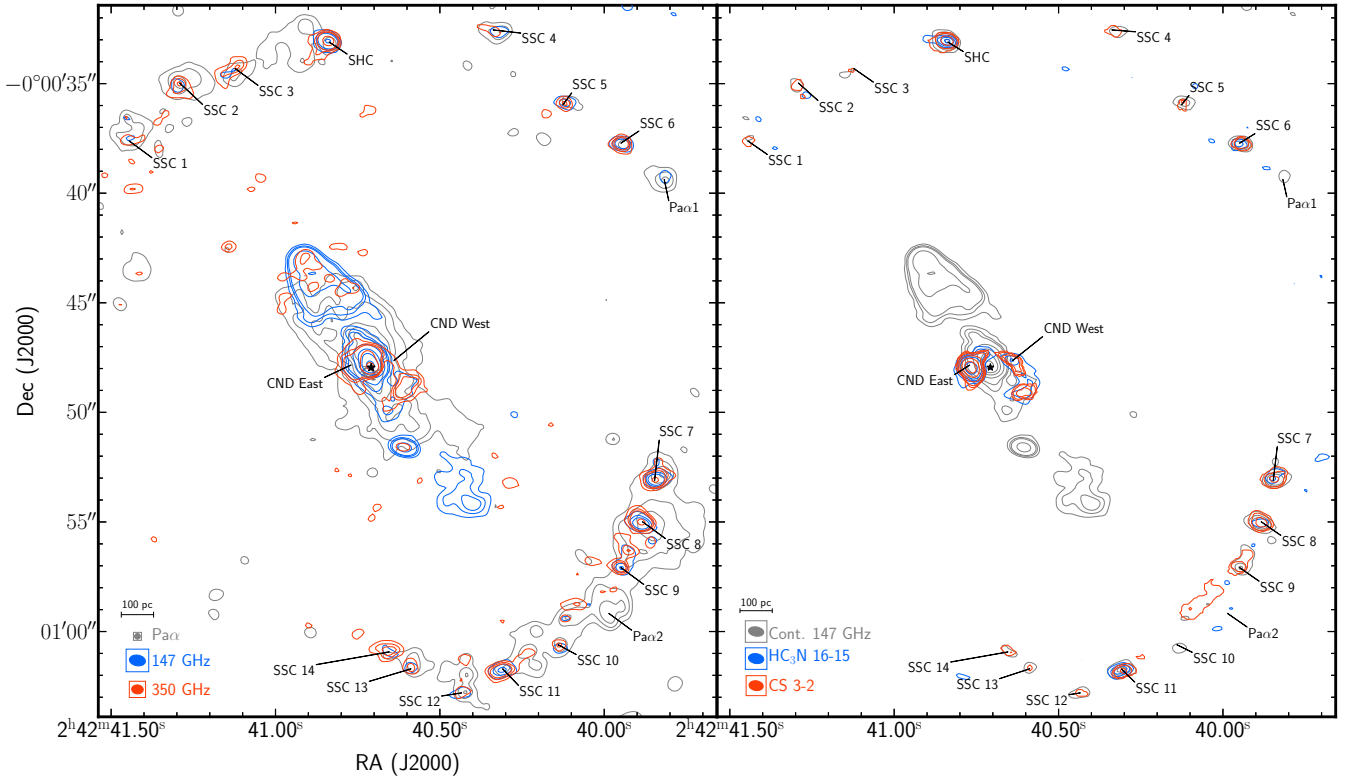 SSC 4
SHC
SSC 3
SSC 2
SSC 5
SSC 6
SSC 1
Paα1
−0°00′35″
40″
45″
50″
55″
01′00″
Dec (J2000)
CND West
CND East
SSC 7
SSC 8
SSC 9
Paα2
SSC 10
SSC 11
SSC 12
SSC 13
SSC 14
100 pc
Paα
147 GHz
350 GHz
2ʰ42ᵐ41.50ˢ
41.00ˢ
40.50ˢ
40.00ˢ
RA (J2000)
SSC 4
SHC
SSC 3
SSC 2
SSC 5
SSC 6
SSC 1
Paα1
CND West
CND East
SSC 7
SSC 8
SSC 9
Paα2
SSC 10
SSC 11
SSC 12
SSC 13
SSC 14
100 pc
Cont. 147 GHz
HC₃N 16-15
CS 3-2
2ʰ42ᵐ41.50ˢ
41.00ˢ
40.50ˢ
40.00ˢ